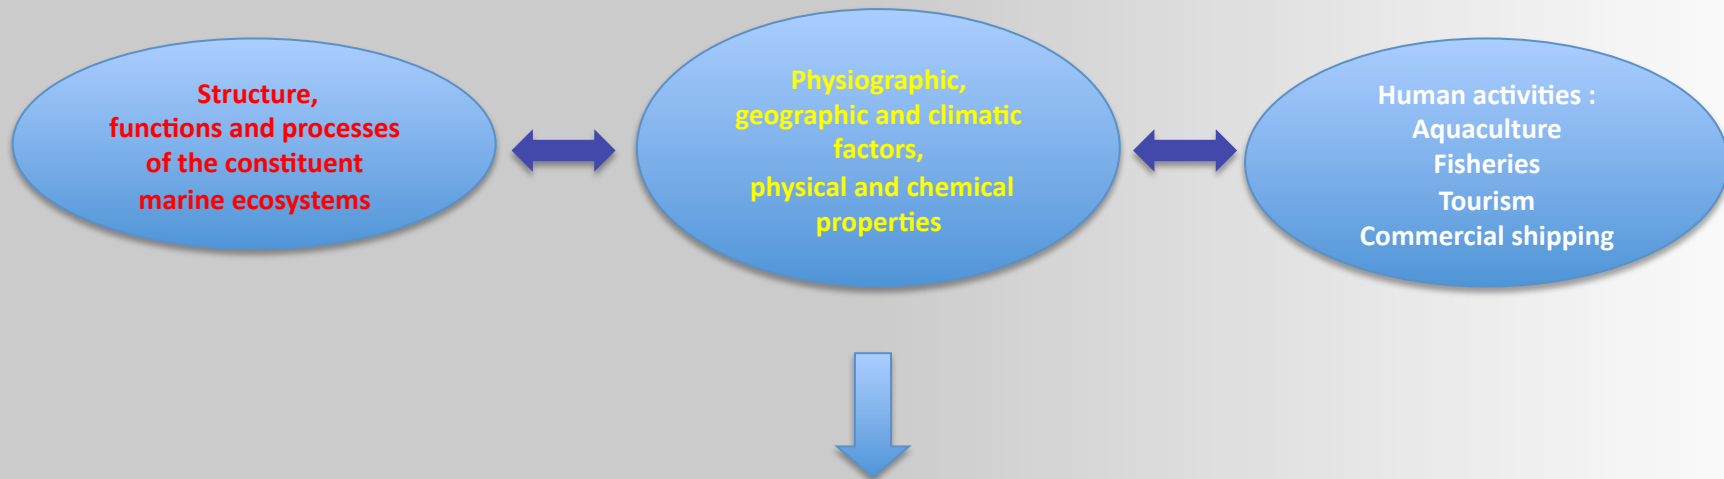 Structure,
functions and processes
of the constituent
marine ecosystems
Physiographic,
geographic and climatic
factors,
physical and chemical
properties
Human activities :
Aquaculture
Fisheries
Tourism
Commercial shipping